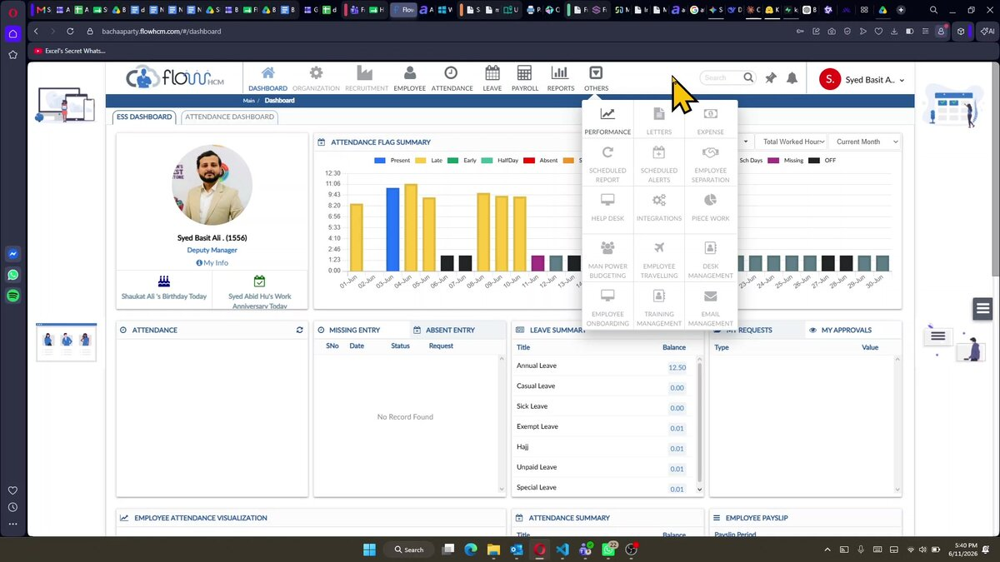 bachaaparty.flowhcm.com/#/dashboard
AI
Excel's Secret Whats...
flow HCM
DASHBOARD
ORGANIZATION
RECRUITMENT
EMPLOYEE
ATTENDANCE
LEAVE
PAYROLL
REPORTS
OTHERS
Search
S.
Syed Basit A..
Main / Dashboard
ESS DASHBOARD
ATTENDANCE DASHBOARD
PERFORMANCE
LETTERS
EXPENSE
SCHEDULED REPORT
SCHEDULED ALERTS
EMPLOYEE SEPARATION
HELP DESK
INTEGRATIONS
PIECE WORK
MAN POWER BUDGETING
EMPLOYEE TRAVELLING
DESK MANAGEMENT
EMPLOYEE ONBOARDING
TRAINING MANAGEMENT
EMAIL MANAGEMENT
Syed Basit Ali . (1556)
Deputy Manager
My Info
Shaukat Ali 's Birthday Today
Syed Abid Hu's Work Anniversary Today
ATTENDANCE FLAG SUMMARY
Total Worked Hour
Current Month
Present
Late
Early
HalfDay
Absent
Sch Days
Missing
OFF
12:30
11:06
9:43
8:20
6:56
5:33
4:10
2:46
1:23
0:00
01-Jun
02-Jun
03-Jun
04-Jun
05-Jun
06-Jun
07-Jun
08-Jun
09-Jun
10-Jun
11-Jun
12-Jun
24-Jun
25-Jun
26-Jun
27-Jun
28-Jun
29-Jun
30-Jun
ATTENDANCE
MISSING ENTRY
ABSENT ENTRY
SNo Date Status Request
No Record Found
LEAVE SUMMARY
Title Balance
Annual Leave 12.50
Casual Leave 0.00
Sick Leave 0.00
Exempt Leave 0.01
Hajj 0.01
Unpaid Leave 0.01
Special Leave 0.01
MY REQUESTS
MY APPROVALS
Type Value
EMPLOYEE ATTENDANCE VISUALIZATION
ATTENDANCE SUMMARY
Title Balance
EMPLOYEE PAYSLIP
Payslip Period
Search
22
5:40 PM
6/11/2026